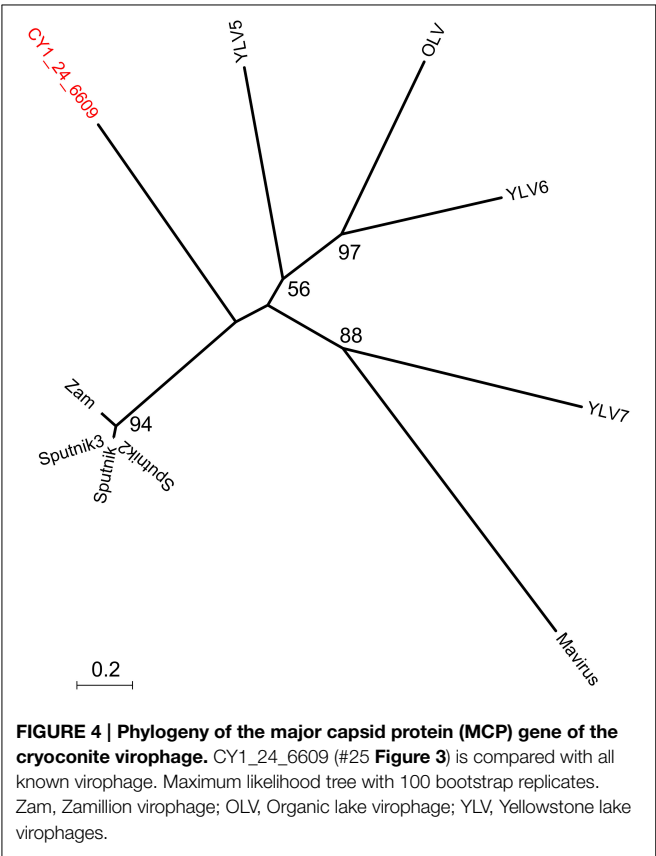 CY1_24_6609
YLV5
OLV
YLV6
97
56
88
YLV7
Zam
94
Sputnik3
Sputnik
Sputnik2
Mavirus
0.2
FIGURE 4 | Phylogeny of the major capsid protein (MCP) gene of the
cryoconite virophage. CY1_24_6609 (#25 Figure 3) is compared with all
known virophage. Maximum likelihood tree with 100 bootstrap replicates.
Zam, Zamillion virophage; OLV, Organic lake virophage; YLV, Yellowstone lake
virophages.